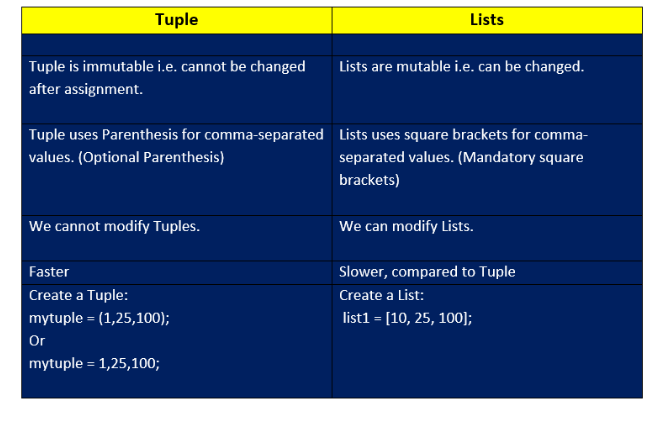 Tuple
Lists
Tuple is immutable i.e. cannot be changed
after assignment.
Lists are mutable i.e. can be changed.
Tuple uses Parenthesis for comma-separated
values. (Optional Parenthesis)
Lists uses square brackets for comma-
separated values. (Mandatory square
brackets)
We cannot modify Tuples.
We can modify Lists.
Faster
Slower, compared to Tuple
Create a Tuple:
mytuple = (1,25,100);
Or
mytuple = 1,25,100;
Create a List:
list1 = [10, 25, 100];